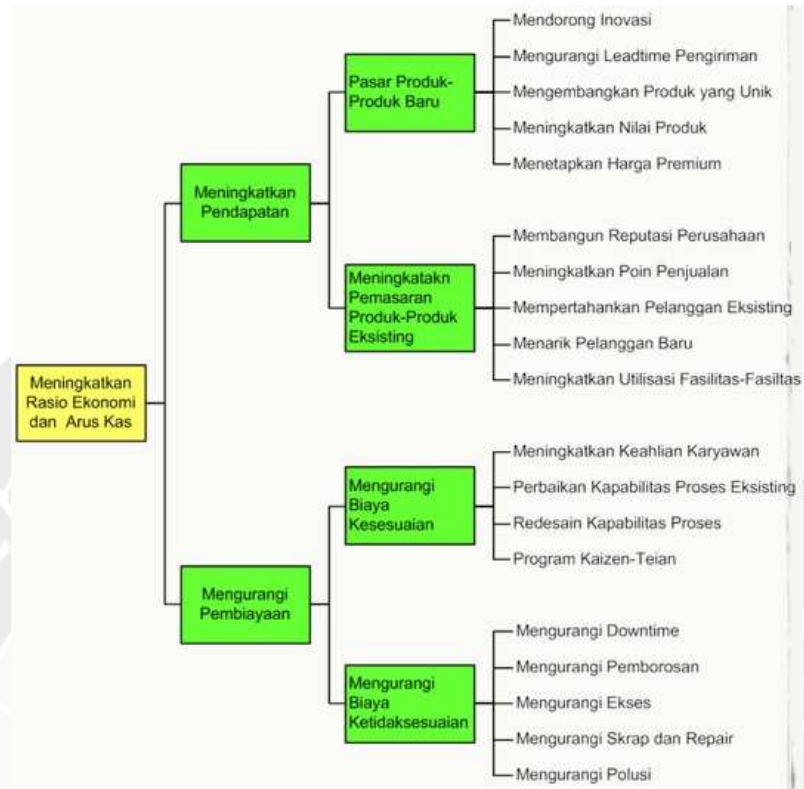 Mendorong Inovasi
Mengurangi Leadtime Pengiriman
Pasar Produk-
Produk Baru
Mengembangkan Produk yang Unik
Meningkatkan Nilai Produk
Menetapkan Harga Premium
Meningkatkan
Pendapatan
Membangun Reputasi Perusahaan
Meningkatkan Poin Penjualan
Meningkatakn
Pemasaran
Produk-Produk
Eksisting
Mempertahankan Pelanggan Eksisting
Menarik Pelanggan Baru
Meningkatkan Utilisasi Fasilitas-Fasiltas
Meningkatkan
Rasio Ekonomi
dan Arus Kas
Meningkatkan Keahlian Karyawan
Mengurangi
Biaya
Kesesuaian
Perbaikan Kapabilitas Proses Eksisting
Redesain Kapabilitas Proses
Program Kaizen-Teian
Mengurangi
Pembiayaan
Mengurangi Downtime
Mengurangi Pemborosan
Mengurangi
Biaya
Ketidaksesuaian
Mengurangi Ekses
Mengurangi Skrap dan Repair
Mengurangi Polusi